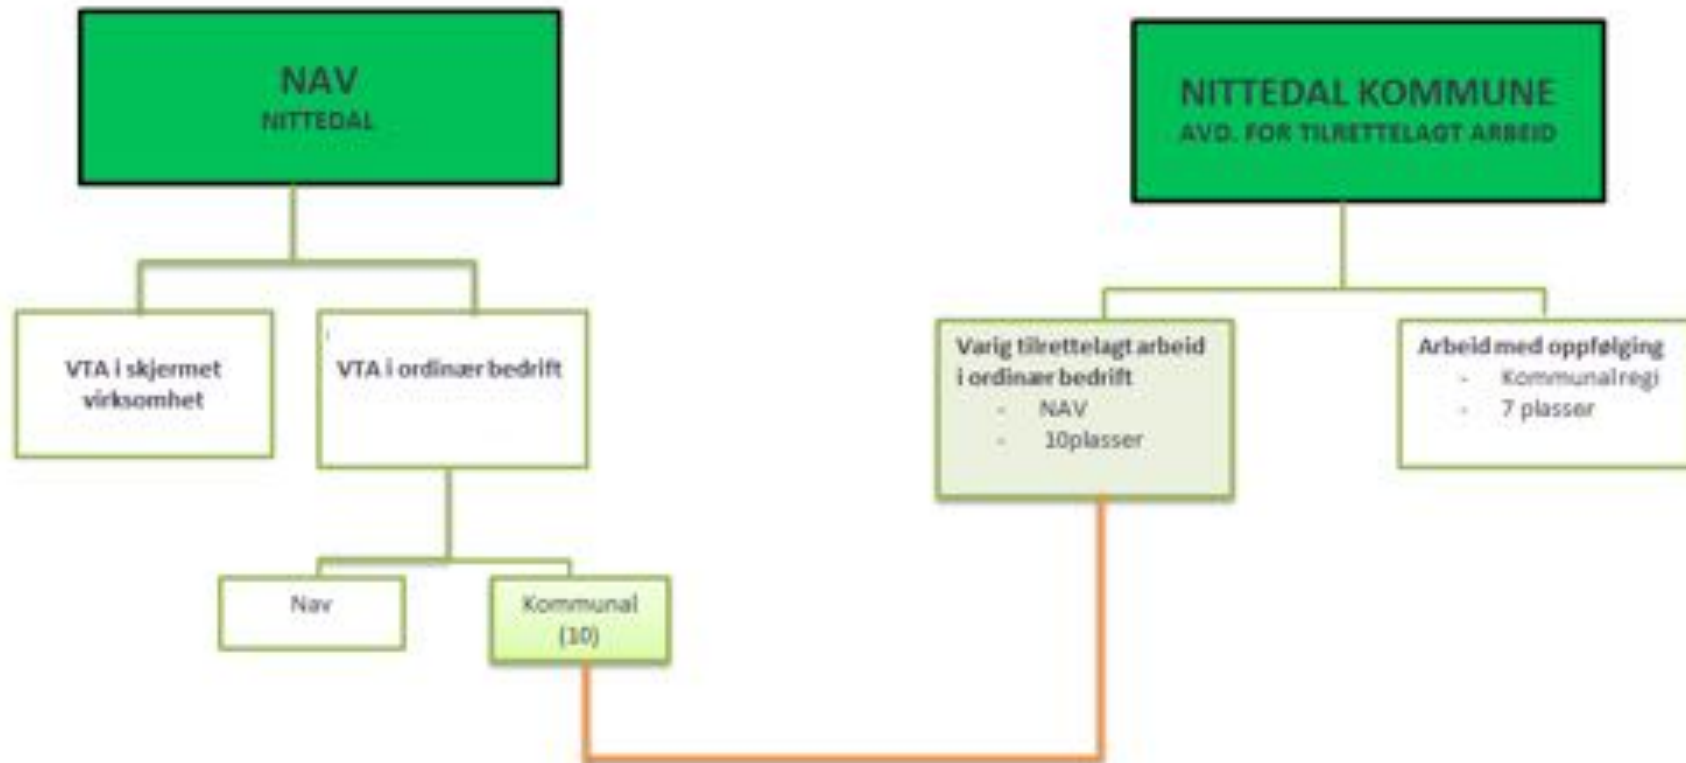 NAV
NITTEDAL
NITTEDAL KOMMUNE
AVD. FOR TILRETTELAGT ARBEID
VTA i skjermet
virksomhet
VTA i ordinær bedrift
Varig tilrettelagt arbeid
i ordinær bedrift
- NAV
- 10plasser
Arbeid med oppfølging
- Kommunal regi
- 7 plasser
Nav
Kommunal
(10)